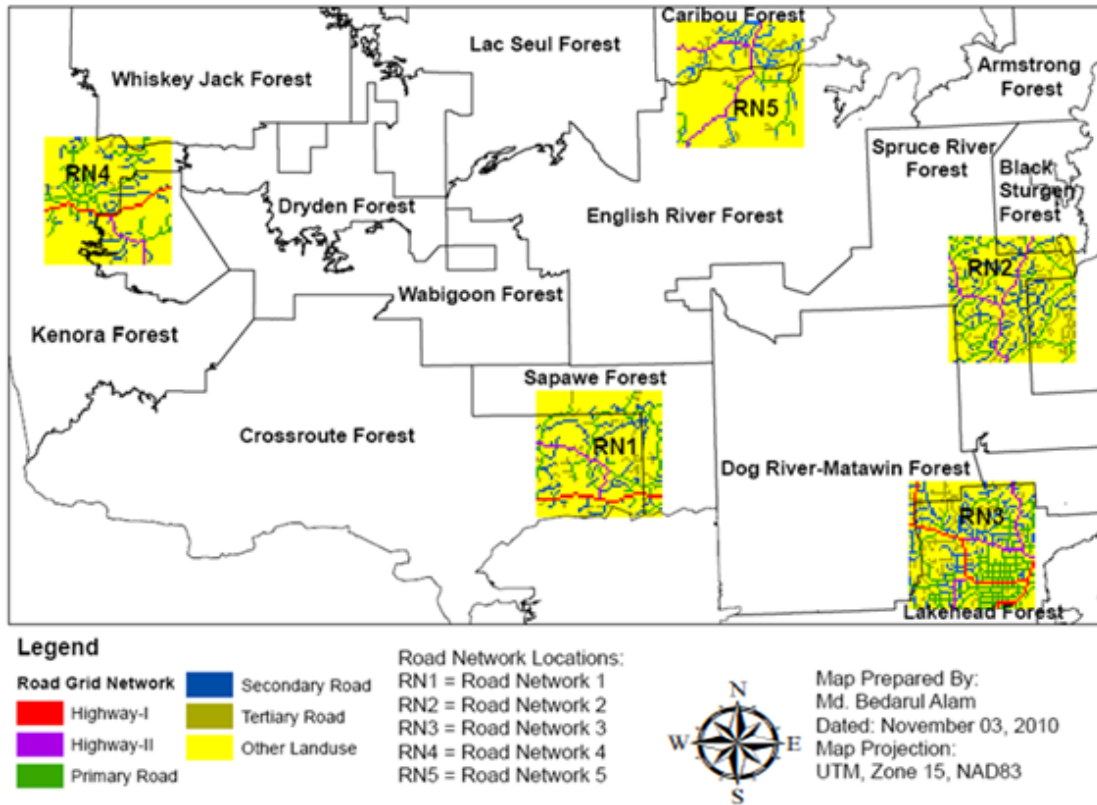 Caribou Forest
Lac Seul Forest
Whiskey Jack Forest
Armstrong
Forest
RN5
Spruce River
Forest
Black
Sturgen
Forest
RN4
Dryden Forest
English River Forest
RN2
Wabigoon Forest
Kenora Forest
Sapawe Forest
Crossroute Forest
RN1
Dog River-Matawin Forest
RN3
Lakehead Forest
Legend
Road Grid Network
Highway-I
Highway-II
Primary Road
Secondary Road
Tertiary Road
Other Landuse
Road Network Locations:
RN1 = Road Network 1
RN2 = Road Network 2
RN3 = Road Network 3
RN4 = Road Network 4
RN5 = Road Network 5
N
W E
S
Map Prepared By:
Md. Bedarul Alam
Dated: November 03, 2010
Map Projection:
UTM, Zone 15, NAD83